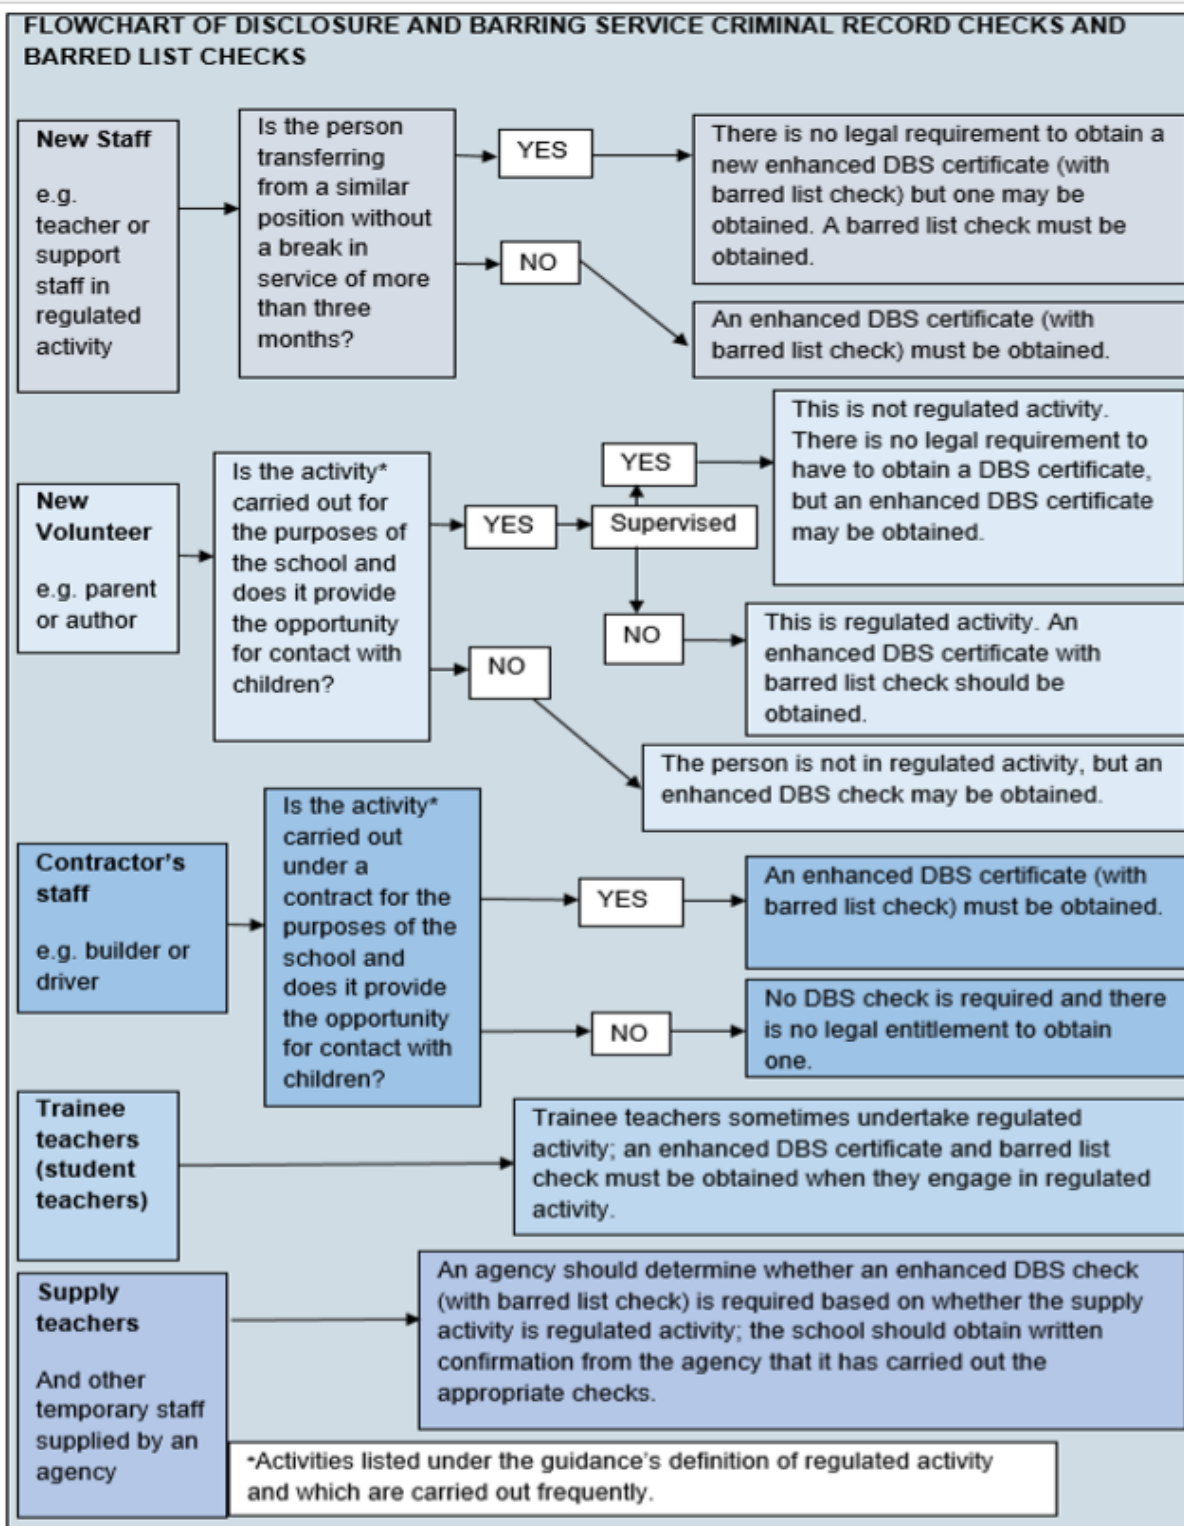 FLOWCHART OF DISCLOSURE AND BARRING SERVICE CRIMINAL RECORD CHECKS AND
BARRED LIST CHECKS
New Staff
e.g.
teacher or
support
staff in
regulated
activity
Is the person
transferring
from a similar
position without
a break in
service of more
than three
months?
YES
There is no legal requirement to obtain a
new enhanced DBS certificate (with
barred list check) but one may be
obtained. A barred list check must be
obtained.
NO
An enhanced DBS certificate (with
barred list check) must be obtained.
New
Volunteer
e.g. parent
or author
Is the activity*
carried out for
the purposes of
the school and
does it provide
the opportunity
for contact with
children?
YES
Supervised
YES
This is not regulated activity.
There is no legal requirement to
have to obtain a DBS certificate,
but an enhanced DBS certificate
may be obtained.
NO
This is regulated activity. An
enhanced DBS certificate with
barred list check should be
obtained.
NO
The person is not in regulated activity, but an
enhanced DBS check may be obtained.
Contractor's
staff
e.g. builder or
driver
Is the activity*
carried out
under a
contract for the
purposes of the
school and
does it provide
the opportunity
for contact with
children?
YES
An enhanced DBS certificate (with
barred list check) must be obtained.
NO
No DBS check is required and there
is no legal entitlement to obtain
one.
Trainee
teachers
(student
teachers)
Trainee teachers sometimes undertake regulated
activity; an enhanced DBS certificate and barred list
check must be obtained when they engage in regulated
activity.
Supply
teachers
And other
temporary staff
supplied by an
agency
An agency should determine whether an enhanced DBS check
(with barred list check) is required based on whether the supply
activity is regulated activity; the school should obtain written
confirmation from the agency that it has carried out the
appropriate checks.
*Activities listed under the guidance's definition of regulated activity
and which are carried out frequently.